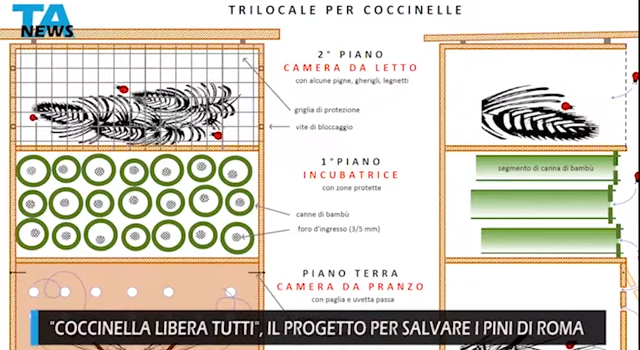 TA
NEWS
TRILOCALE PER COCCINELLE
2° PIANO
CAMERA DA LETTO
con alcune pigne, gherigli, legnetti
griglia di protezione
vite di bloccaggio
1° PIANO
INCUBATRICE
con zone protette
segmento di canna di bambù
canne di bambù
foro d'ingresso (3/5 mm)
PIANO TERRA
CAMERA DA PRANZO
con paglia e uvetta passa
"COCCINELLA LIBERA TUTTI", IL PROGETTO PER SALVARE I PINI DI ROMA